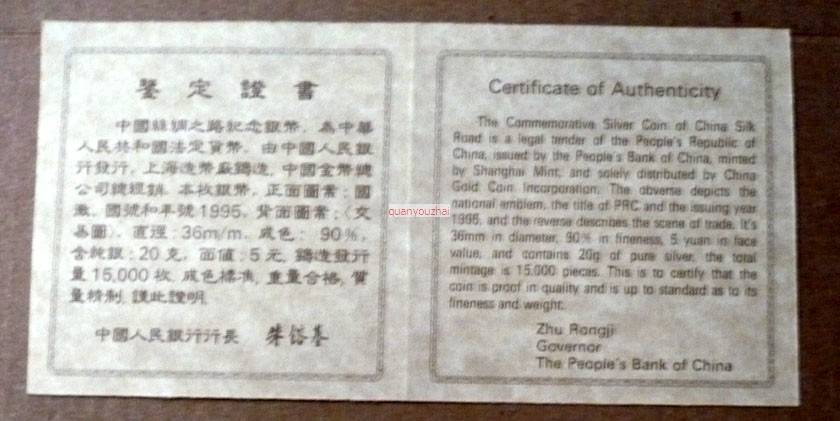 鑒定證書
中國絲綢之路紀念銀幣，為中華
人民共和國法定貨幣。由中國人民銀
行發行，上海造幣廠鑄造，中國金幣總
公司總經銷。本枚銀幣，正面圖案：國
徽、國號和年號1995，背面圖案：〈交
易圖〉。直徑：36m/m．成色：90%，
含純銀：20克，面值：5元，鑄造發行
量15,000枚，成色標準，重量合格，質
量精制，謹此證明。
中國人民銀行行長 朱鎔基
Certificate of Authenticity
The Commemorative Silver Coin of China Silk
Road is a legal tender of the People's Republic of
China, issued by the People's Bank of China, minted
by Shanghai Mint, and solely distributed by China
Gold Coin Incorporation. The obverse depicts the
national emblem, the title of PRC and the issuing year
1995, and the reverse describes the scene of trade. It's
36mm in diameter, 90% in fineness, 5 yuan in face
value, and contains 20g of pure silver, the total
mintage is 15,000 pieces. This is to certify that the
coin is proof in quality and is up to standard as to its
fineness and weight.
Zhu Rongji
Governor
The People's Bank of China
quanyouzhai